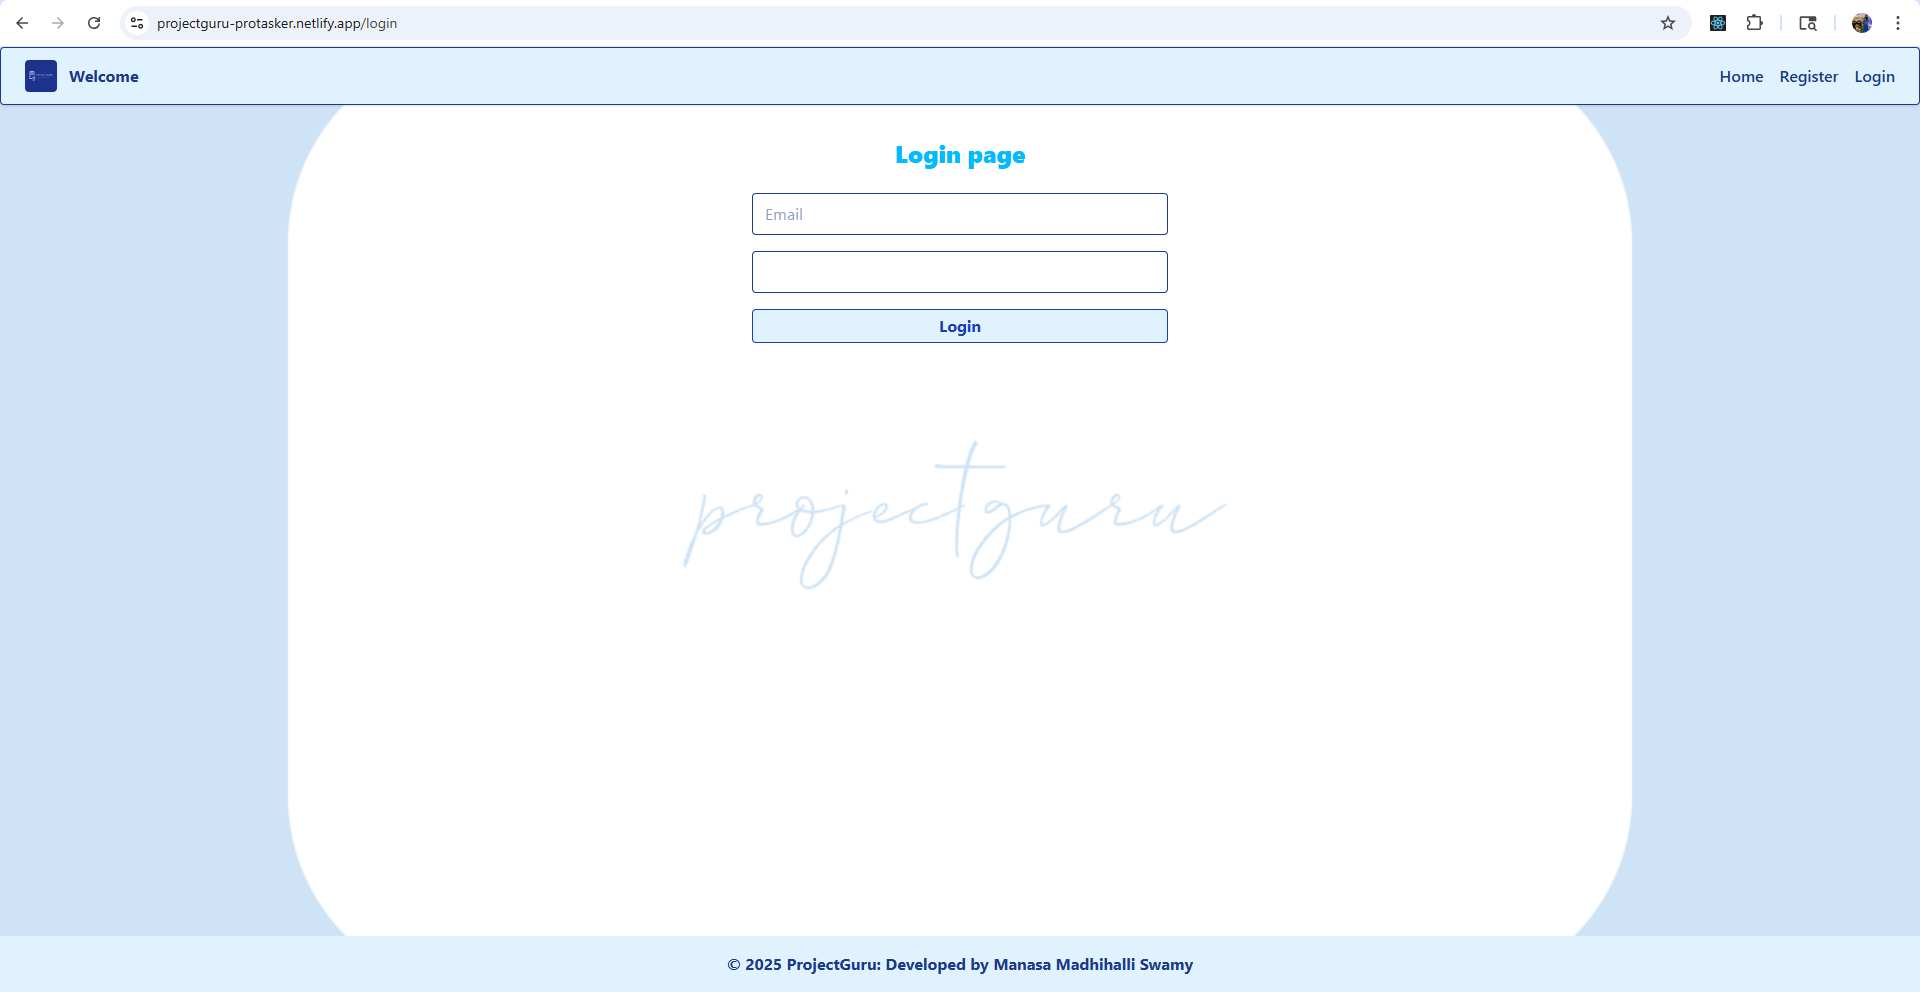 projectguru-protasker.netlify.app/login
Welcome
Home Register Login
Login page
Email
Login
projectguru
© 2025 ProjectGuru: Developed by Manasa Madhihalli Swamy